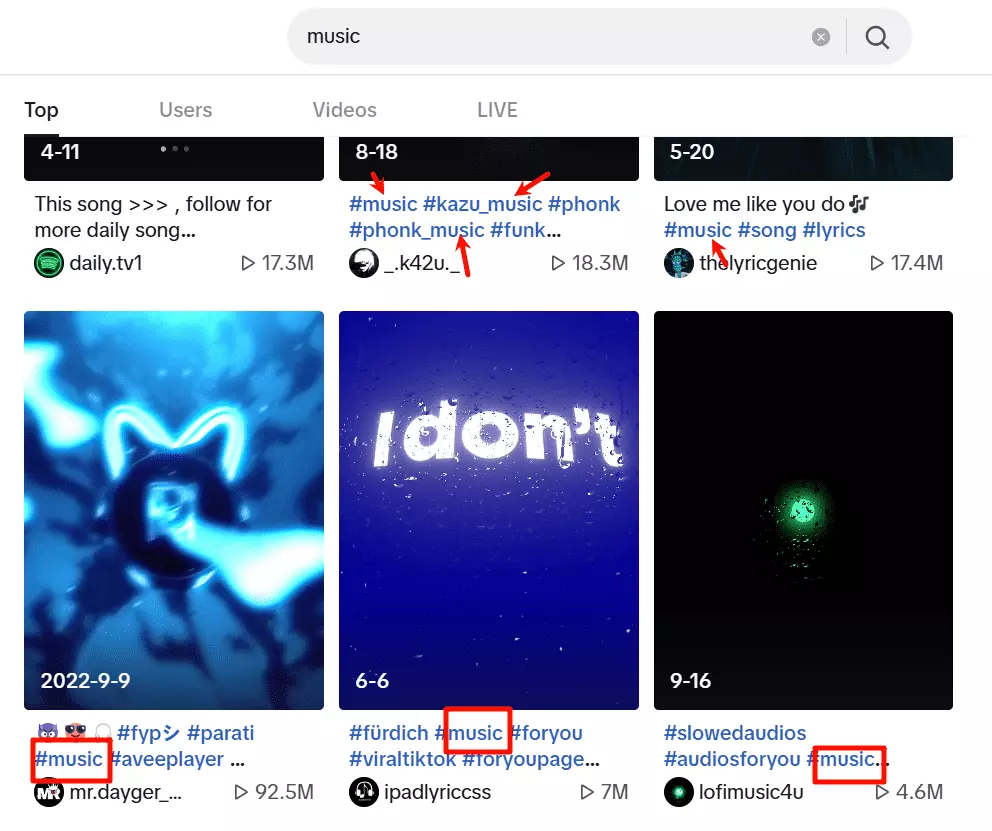 music
Top Users Videos LIVE
4-11
8-18
5-20
This song >>> , follow for
more daily song...
daily.tv1 17.3M
#music #kazu_music #phonk
#phonk_music #funk...
_.k42u._ 18.3M
Love me like you do
#music #song #lyrics
thelyricgenie 17.4M
I don't
2022-9-9
6-6
9-16
#fypシ #parati
#music #aveeplayer ...
mr.dayger_... 92.5M
#fürdich #music #foryou
#viraltiktok #foryoupage...
ipadlyriccss 7M
#slowedaudios
#audiosforyou #music...
lofimusic4u 4.6M